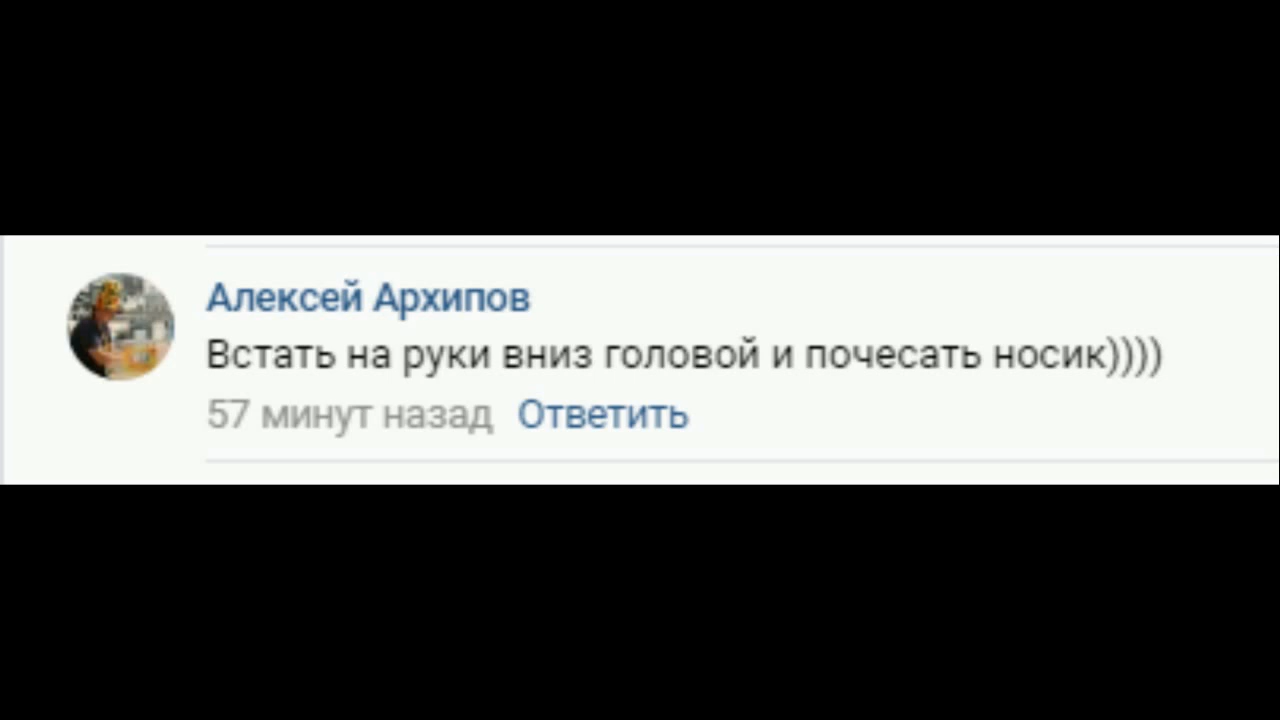 Алексей Архипов
Встать на руки вниз головой и почесать носик))))
57 минут назад Ответить